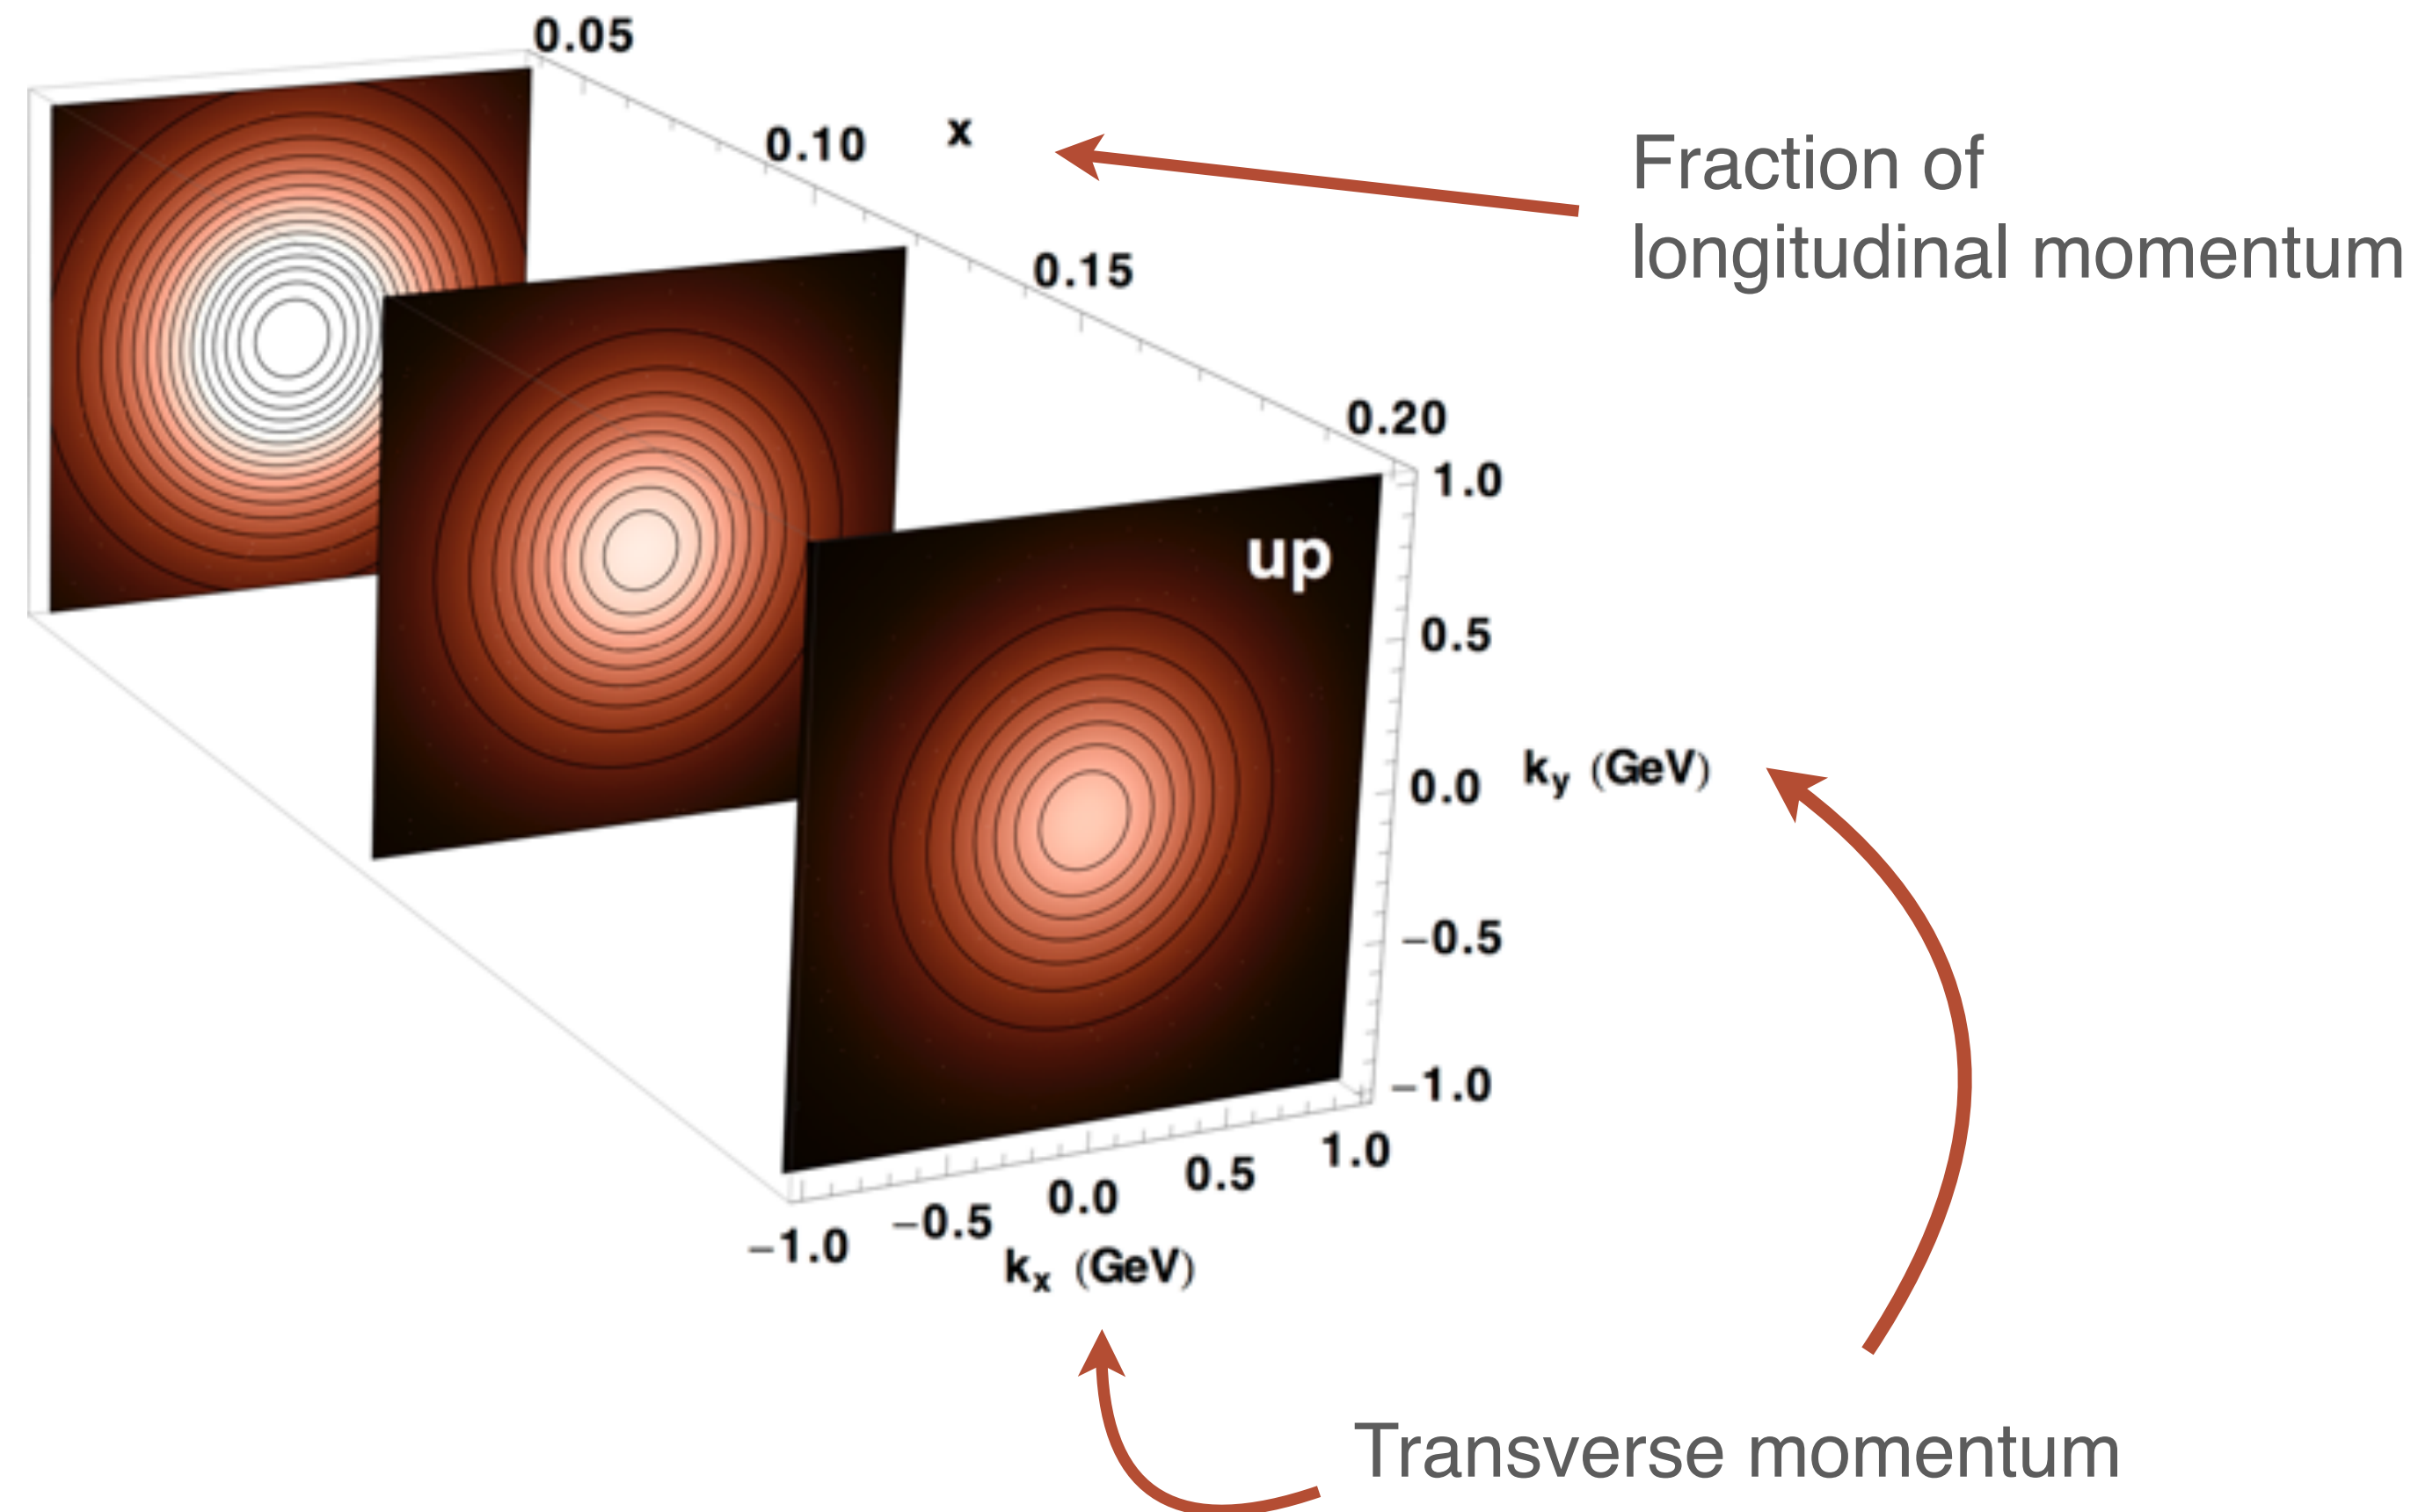 0.05
0.10
x
0.15
0.20
Fraction of
longitudinal momentum
up
1.0
0.5
0.0
−0.5
−1.0
ky (GeV)
−1.0
−0.5
0.0
0.5
1.0
kx (GeV)
Transverse momentum